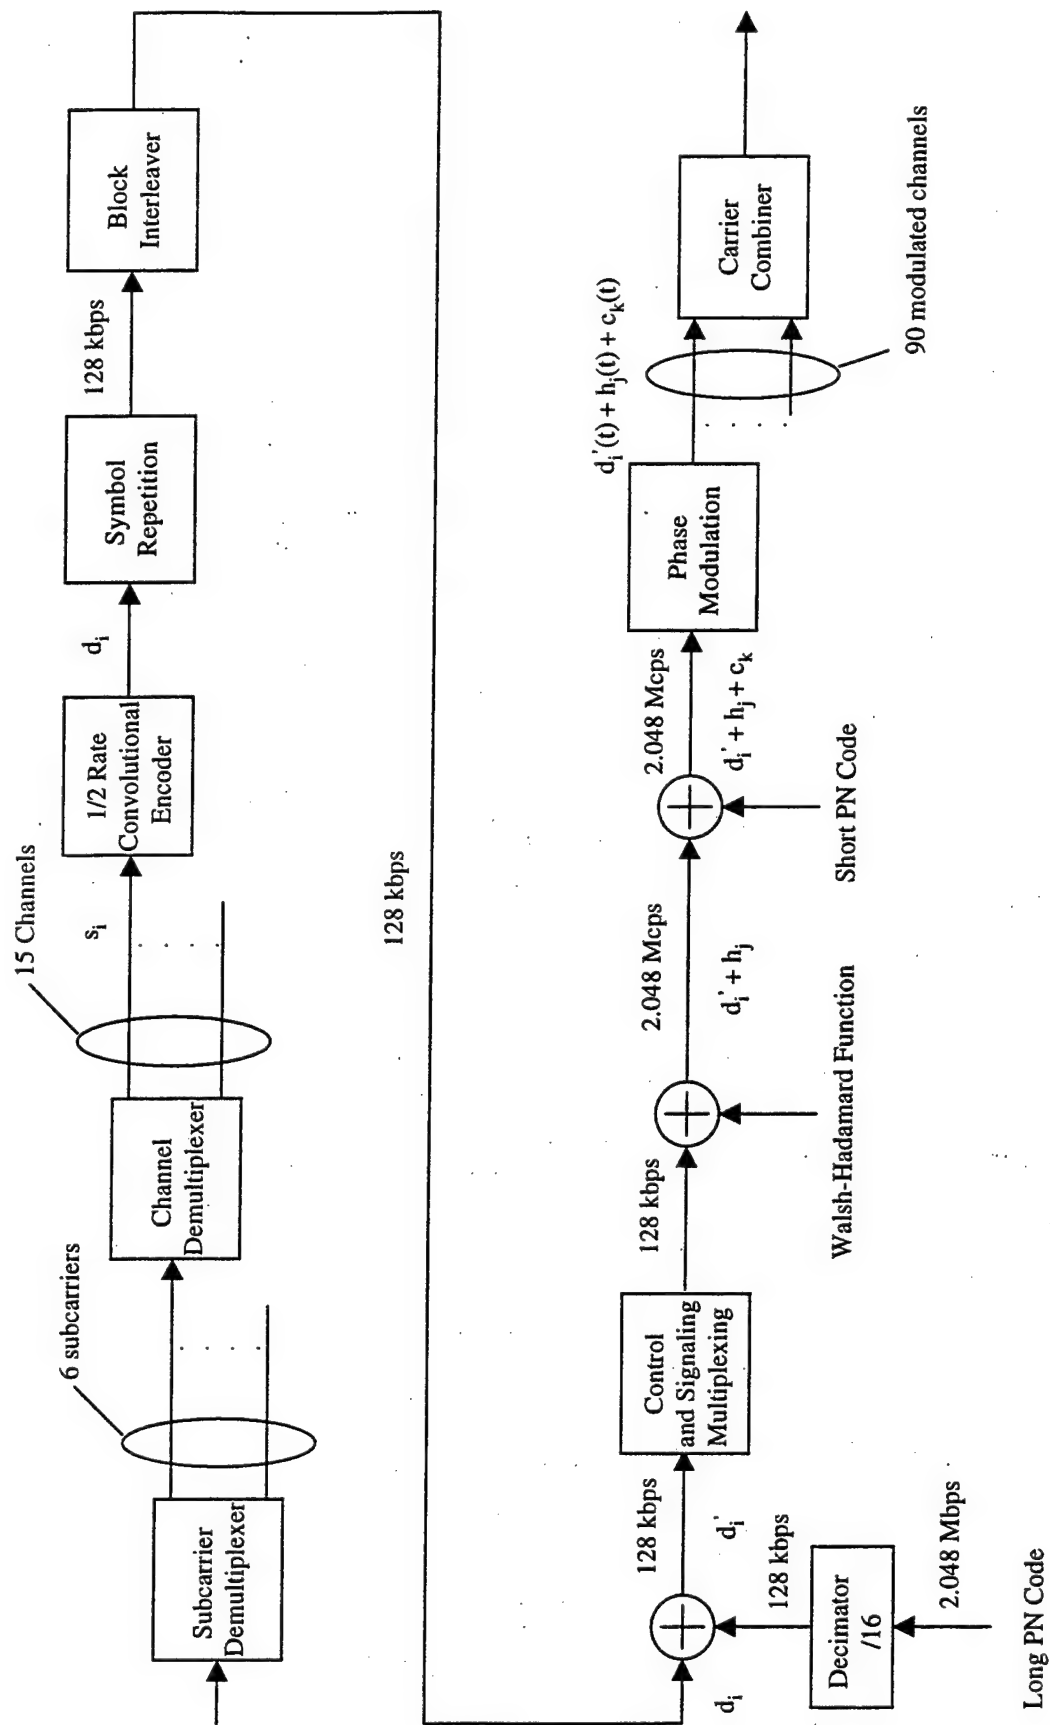 Subcarrier
Demultiplexer
6 subcarriers
Channel
Demultiplexer
15 Channels
s_i
1/2 Rate
Convolutional
Encoder
d_i
Symbol
Repetition
128 kbps
Block
Interleaver
128 kbps
d_i
Long PN Code
2.048 Mbps
Decimator
/16
128 kbps
128 kbps
d_i'
Control
and Signaling
Multiplexing
128 kbps
Walsh-Hadamard Function
2.048 Mcps
d_i' + h_j
Short PN Code
2.048 Mcps
d_i' + h_j + c_k
Phase
Modulation
d_i'(t) + h_j(t) + c_k(t)
90 modulated channels
Carrier
Combiner